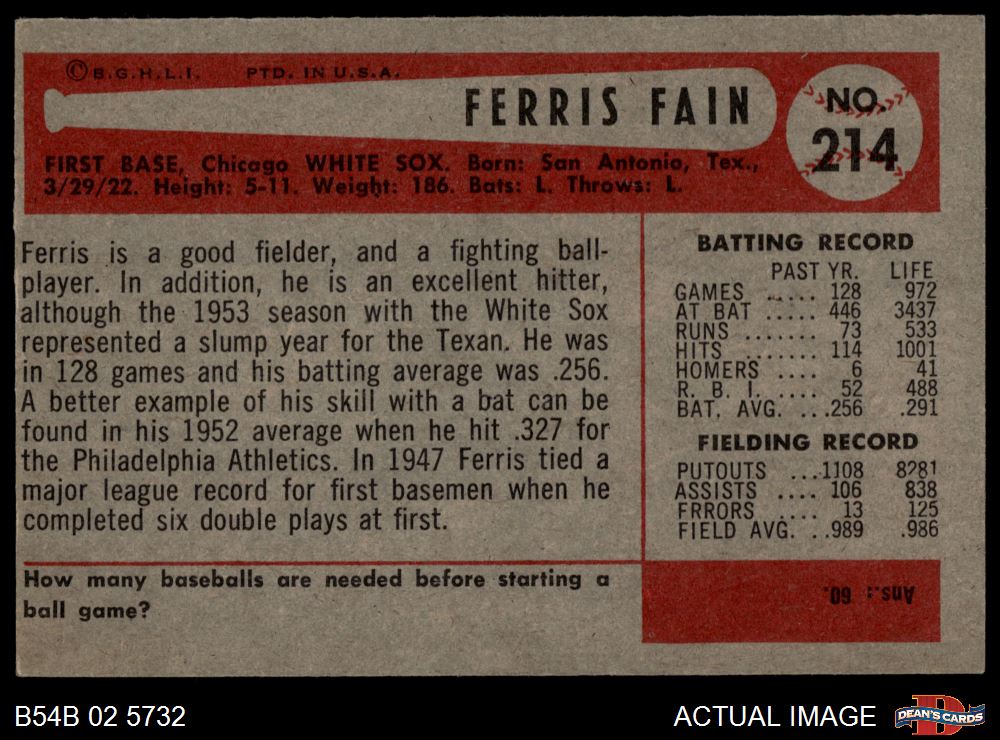 ©B.G.H.L.I. PTD. IN U.S.A.
FERRIS FAIN
NO.
214
FIRST BASE, Chicago WHITE SOX. Born: San Antonio, Tex.,
3/29/22. Height: 5-11. Weight: 186. Bats: L. Throws: L.
Ferris is a good fielder, and a fighting ball-
player. In addition, he is an excellent hitter,
although the 1953 season with the White Sox
represented a slump year for the Texan. He was
in 128 games and his batting average was .256.
A better example of his skill with a bat can be
found in his 1952 average when he hit .327 for
the Philadelphia Athletics. In 1947 Ferris tied a
major league record for first basemen when he
completed six double plays at first.
BATTING RECORD
PAST YR. LIFE
GAMES ..... 128 972
AT BAT ..... 446 3437
RUNS ...... 73 533
HITS ....... 114 1001
HOMERS .... 6 41
R. B. I. .... 52 488
BAT. AVG. ...256 .291
FIELDING RECORD
PUTOUTS ...1108 8281
ASSISTS .... 106 838
FRRORS .... 13 125
FIELD AVG. ..989 .986
How many baseballs are needed before starting a
ball game?
Ans.: 60.
B54B 02 5732
ACTUAL IMAGE
DEAN'S CARDS